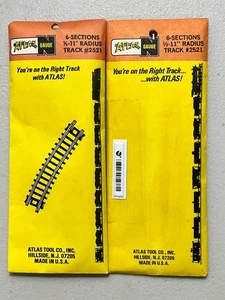 ATLAS
N
GAUGE
6-SECTIONS
½-11" RADIUS
TRACK #2521
You're on the Right Track
with ATLAS!
ATLAS TOOL CO., INC.
HILLSIDE, N.J. 07205
MADE IN U.S.A.
ATLAS
N
GAUGE
6-SECTIONS
½-11" RADIUS
TRACK #2521
You're on the Right Track...
...with ATLAS!
ATLAS TOOL CO., INC.
HILLSIDE, N.J. 07205
MADE IN U.S.A.